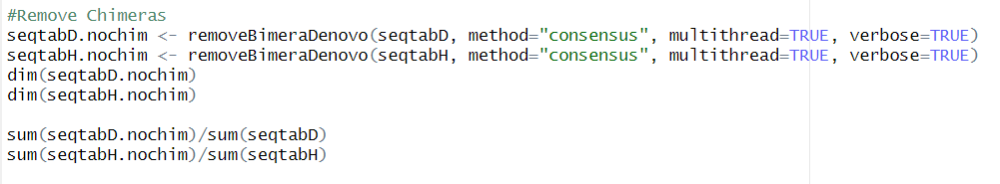 #Remove Chimeras
seqtabD.nochim <- removeBimeraDenovo(seqtabD, method="consensus", multithread=TRUE, verbose=TRUE)
seqtabH.nochim <- removeBimeraDenovo(seqtabH, method="consensus", multithread=TRUE, verbose=TRUE)
dim(seqtabD.nochim)
dim(seqtabH.nochim)
sum(seqtabD.nochim)/sum(seqtabD)
sum(seqtabH.nochim)/sum(seqtabH)